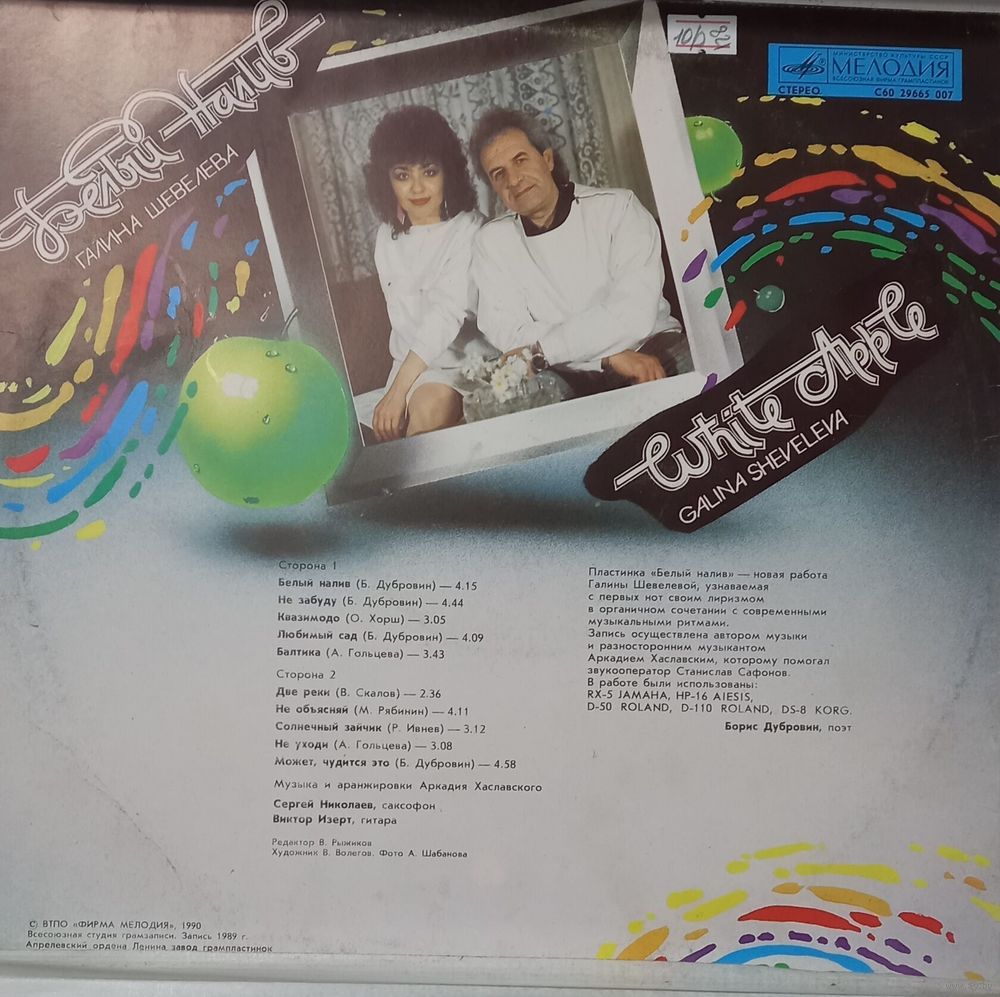 Белый Налив
ГАЛИНА ШЕВЕЛЕВА
МИНИСТЕРСТВО КУЛЬТУРЫ СССР
МЕЛОДИЯ
ВСЕСОЮЗНАЯ ФИРМА ГРАМПЛАСТИНОК
СТЕРЕО
С60 29665 007
White Apple
GALINA SHEVELEVA
Сторона 1
Белый налив (Б. Дубровин) — 4.15
Не забуду (Б. Дубровин) — 4.44
Квазимодо (О. Хорш) — 3.05
Любимый сад (Б. Дубровин) — 4.09
Балтика (А. Гольцева) — 3.43
Сторона 2
Две реки (В. Скалов) — 2.36
Не объясняй (М. Рябинин) — 4.11
Солнечный зайчик (Р. Ивнев) — 3.12
Не уходи (А. Гольцева) — 3.08
Может, чудится это (Б. Дубровин) — 4.58
Музыка и аранжировки Аркадия Хаславского
Сергей Николаев, саксофон
Виктор Изерт, гитара
Редактор В. Рыжиков
Художник В. Волегов. Фото А. Шабанова
Пластинка «Белый налив» — новая работа
Галины Шевелевой, узнаваемая
с первых нот своим лиризмом
в органичном сочетании с современными
музыкальными ритмами.
Запись осуществлена автором музыки
и разносторонним музыкантом
Аркадием Хаславским, которому помогал
звукооператор Станислав Сафонов.
В работе были использованы:
RX-5 JAMAHA, HP-16 AIESIS,
D-50 ROLAND, D-110 ROLAND, DS-8 KORG.
Борис Дубровин, поэт
С) ВТПО «ФИРМА МЕЛОДИЯ», 1990
Всесоюзная студия грамзаписи. Запись 1989 г.
Апрелевский ордена Ленина завод грампластинок